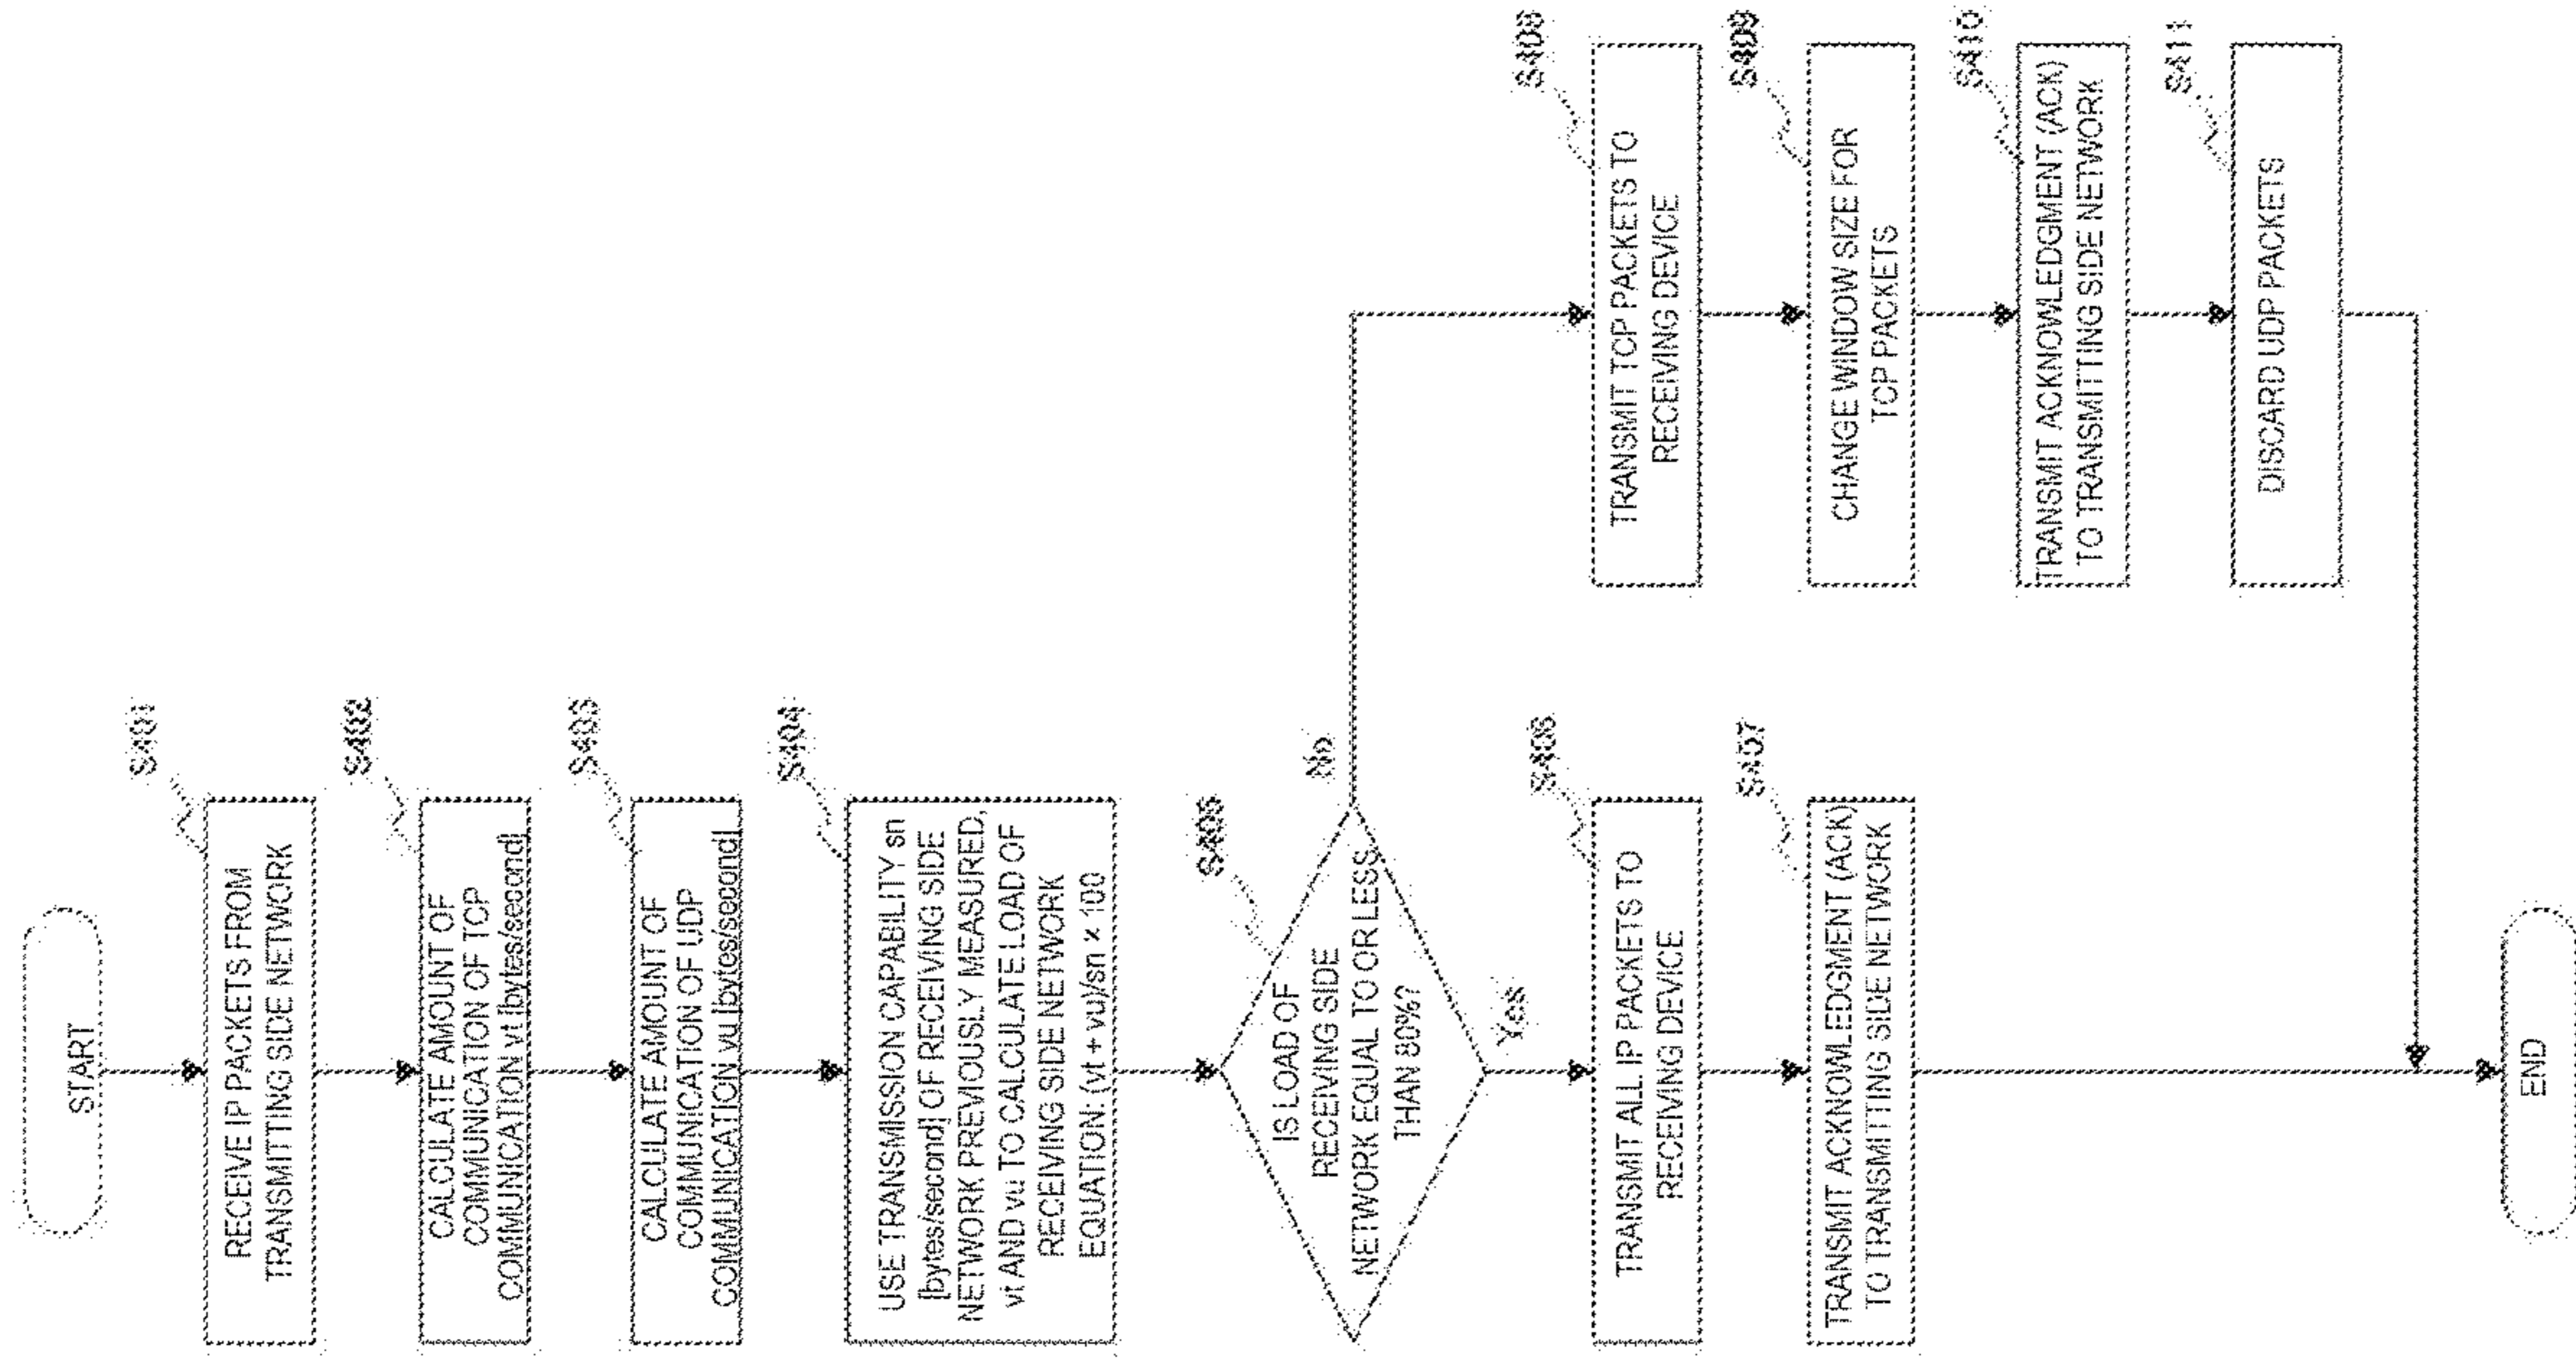 START
S401
RECEIVE IP PACKETS FROM
TRANSMITTING SIDE NETWORK
S402
CALCULATE AMOUNT OF
COMMUNICATION OF TCP
COMMUNICATION vt [bytes/second]
S403
CALCULATE AMOUNT OF
COMMUNICATION OF UDP
COMMUNICATION vu [bytes/second]
S404
USE TRANSMISSION CAPABILITY sn
[bytes/second] OF RECEIVING SIDE
NETWORK PREVIOUSLY MEASURED,
vt AND vu TO CALCULATE LOAD OF
RECEIVING SIDE NETWORK
EQUATION: (vt + vu)/sn × 100
S405
IS LOAD OF
RECEIVING SIDE
NETWORK EQUAL TO OR LESS
THAN 80%?
No
Yes
S406
TRANSMIT ALL IP PACKETS TO
RECEIVING DEVICE
S407
TRANSMIT ACKNOWLEDGMENT (ACK)
TO TRANSMITTING SIDE NETWORK
S408
TRANSMIT TCP PACKETS TO
RECEIVING DEVICE
S409
CHANGE WINDOW SIZE FOR
TCP PACKETS
S410
TRANSMIT ACKNOWLEDGMENT (ACK)
TO TRANSMITTING SIDE NETWORK
S411
DISCARD UDP PACKETS
END